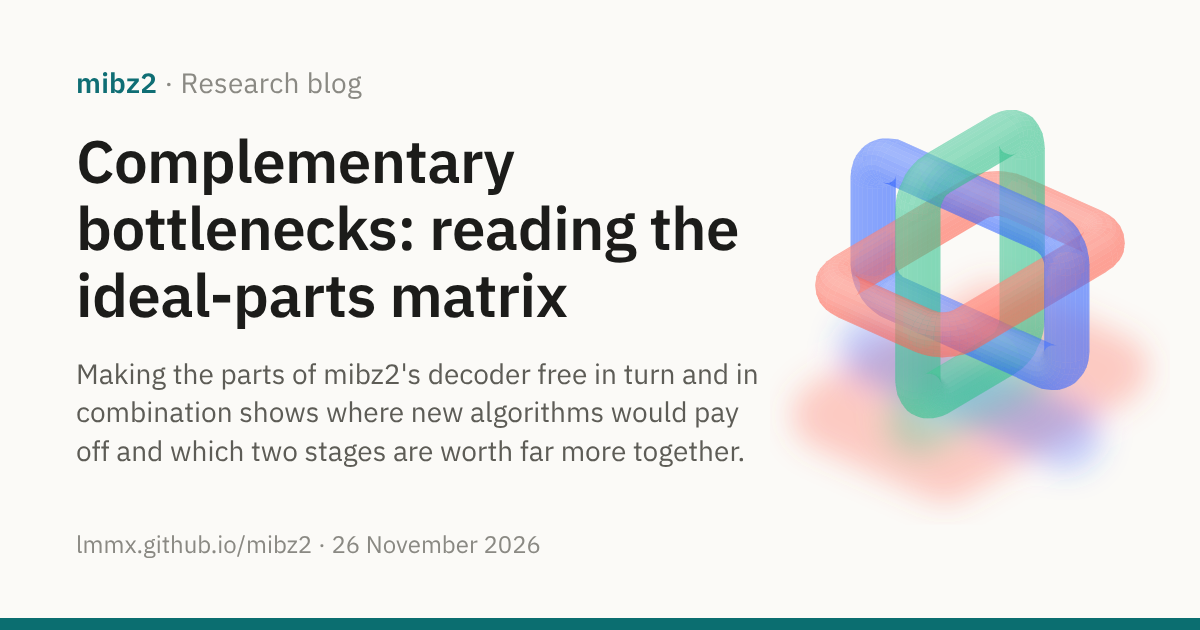 mibz2 · Research blog
Complementary
bottlenecks: reading the
ideal-parts matrix
Making the parts of mibz2's decoder free in turn and in
combination shows where new algorithms would pay
off and which two stages are worth far more together.
lmmx.github.io/mibz2 · 26 November 2026